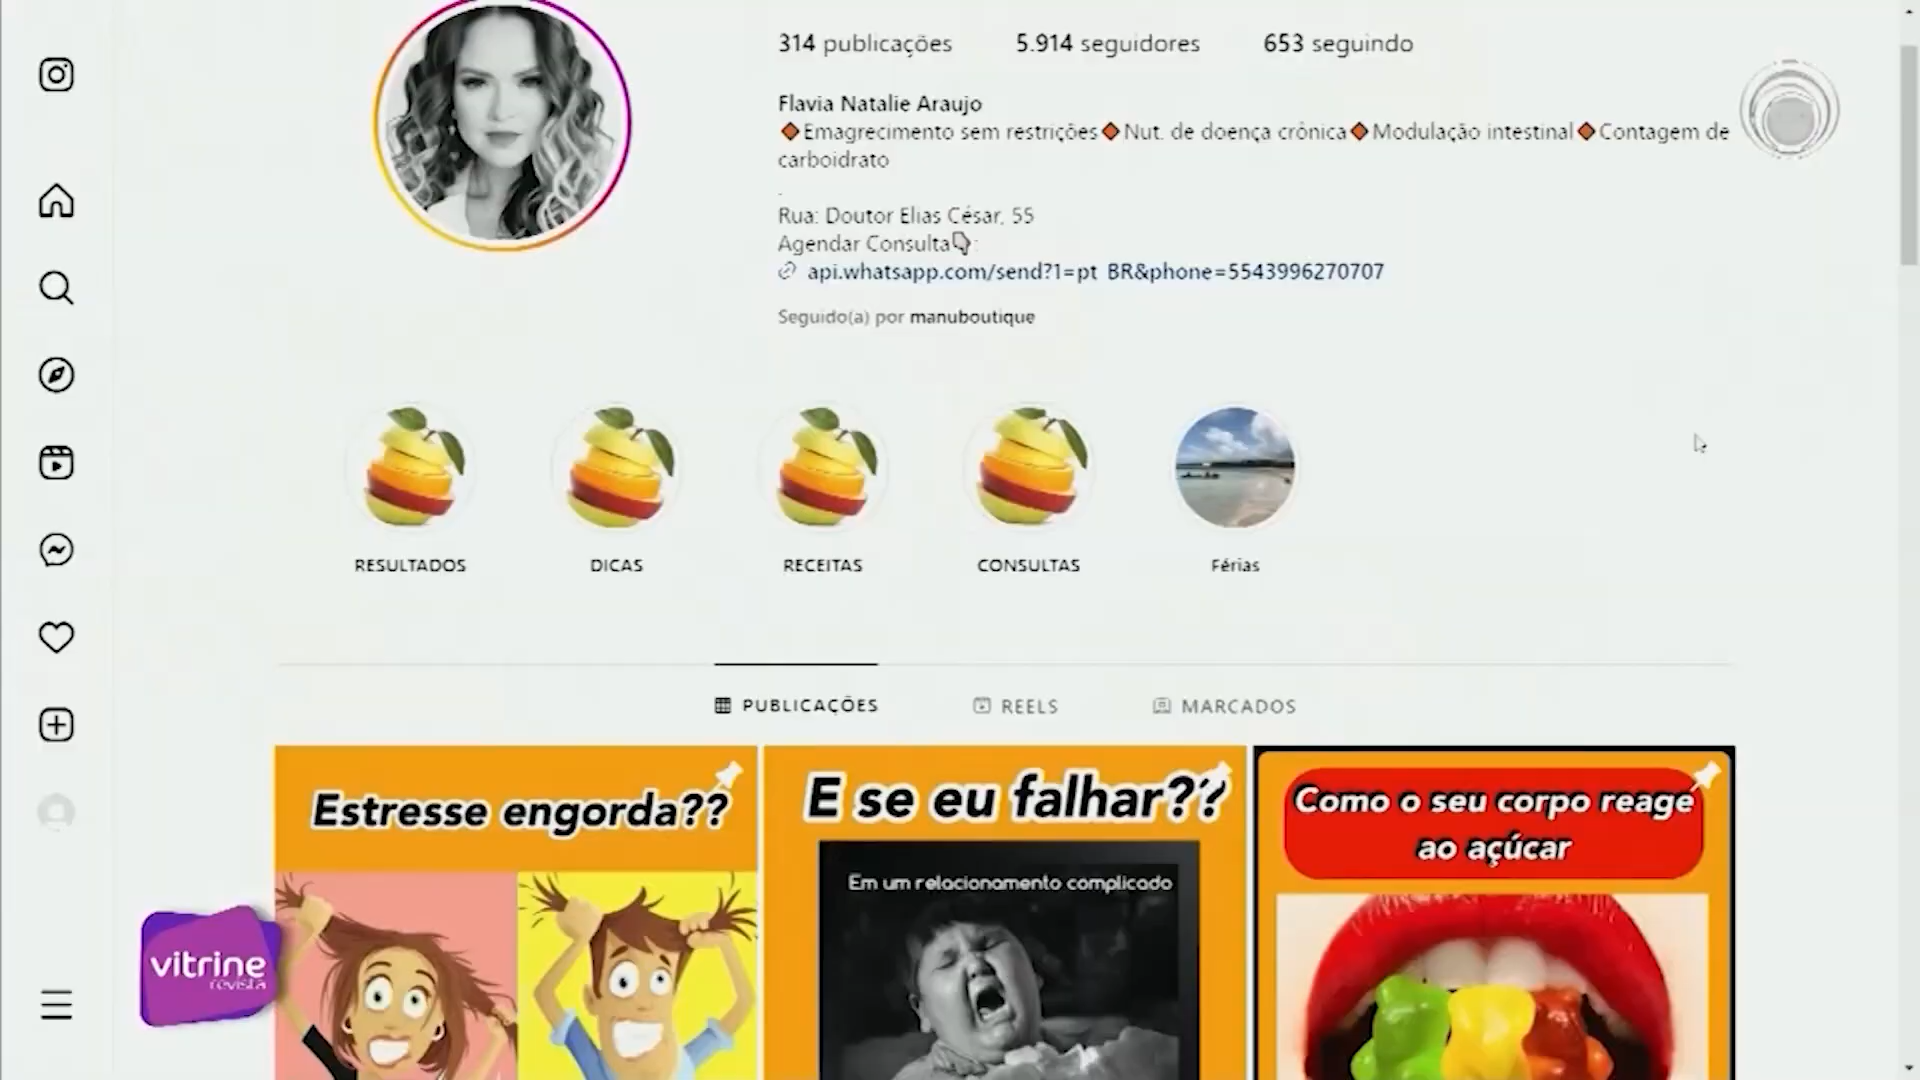 314 publicações 5.914 seguidores 653 seguindo
Flavia Natalie Araujo
Emagrecimento sem restrições Nut. de doença crônica Modulação intestinal Contagem de
carboidrato
.
Rua: Doutor Elias César, 55
Agendar Consulta :
api.whatsapp.com/send?1=pt_BR&phone=5543996270707
Seguido(a) por manuboutique
RESULTADOS DICAS RECEITAS CONSULTAS Férias
PUBLICAÇÕES REELS MARCADOS
Estresse engorda??
E se eu falhar??
Em um relacionamento complicado
Como o seu corpo reage
ao açúcar
vitrine
revista